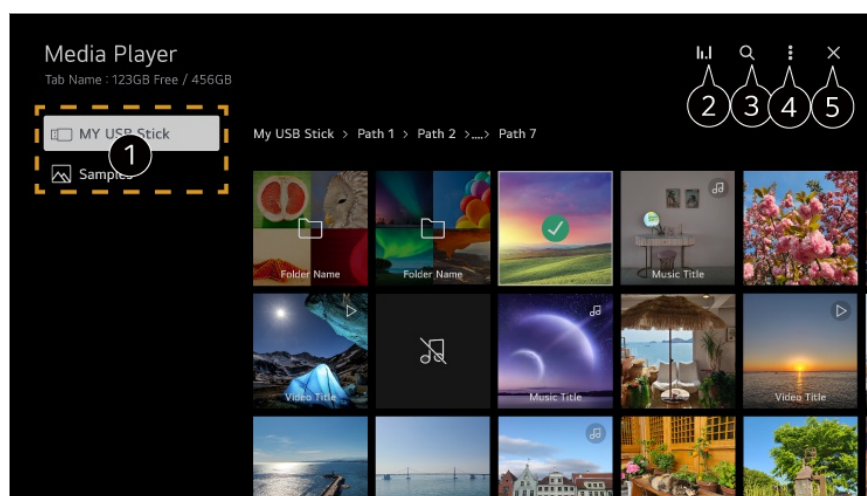 Media Player
Tab Name : 123GB Free / 456GB
2 3 4 5
MY USB Stick
1
Samples
My USB Stick > Path 1 > Path 2 >....> Path 7
Folder Name
Folder Name
Music Title
Video Title
Music Title
Video Title